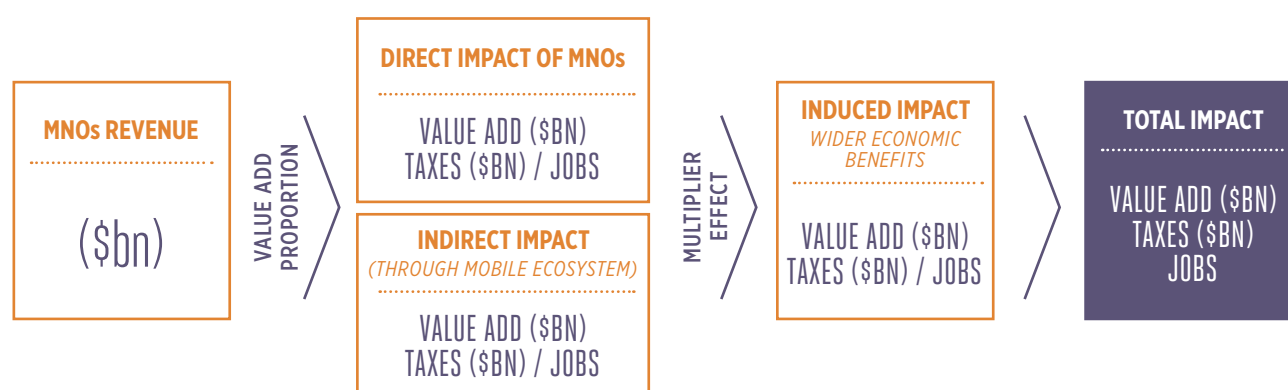 MNOs REVENUE
($bn)
VALUE ADD
PROPORTION
DIRECT IMPACT OF MNOs
VALUE ADD ($BN)
TAXES ($BN) / JOBS
INDIRECT IMPACT
(THROUGH MOBILE ECOSYSTEM)
VALUE ADD ($BN)
TAXES ($BN) / JOBS
MULTIPLIER
EFFECT
INDUCED IMPACT
WIDER ECONOMIC
BENEFITS
VALUE ADD ($BN)
TAXES ($BN) / JOBS
TOTAL IMPACT
VALUE ADD ($BN)
TAXES ($BN)
JOBS